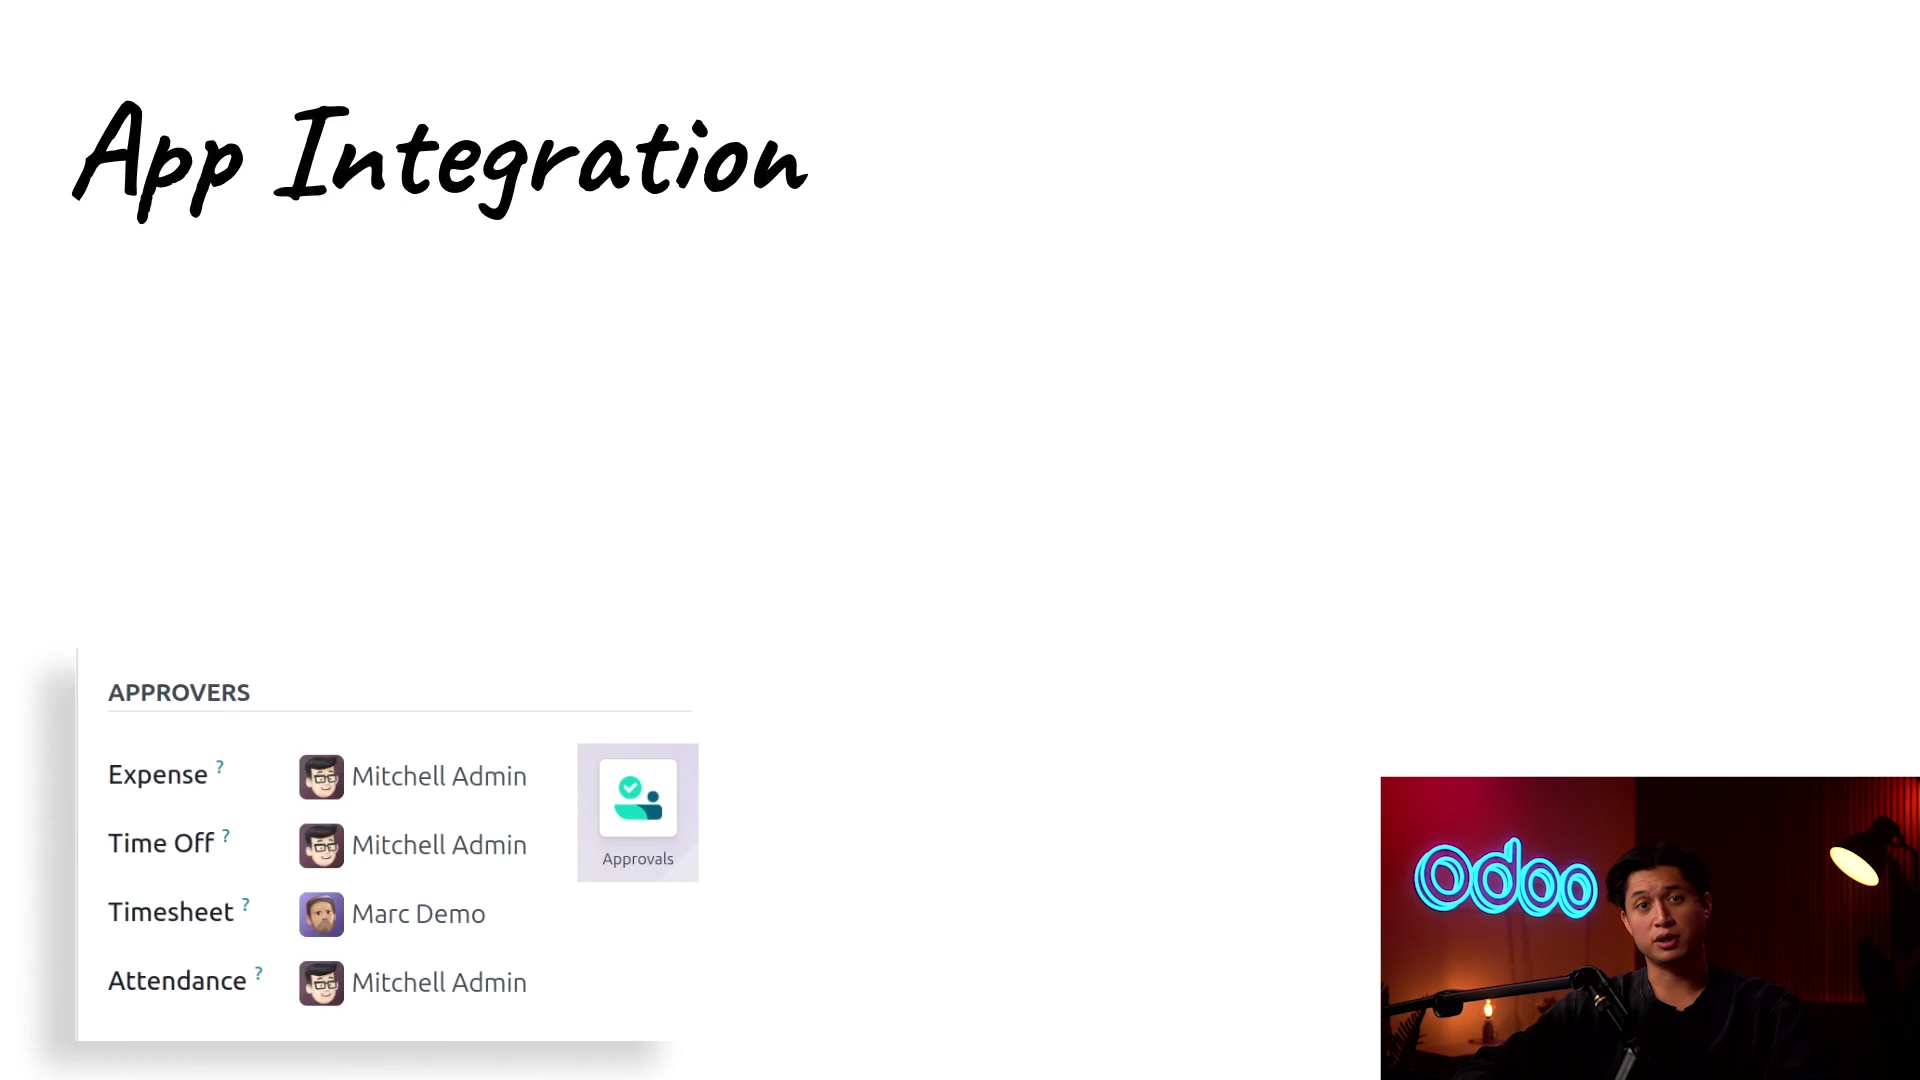 App Integration
APPROVERS
Expense ? Mitchell Admin
Time Off ? Mitchell Admin
Timesheet ? Marc Demo
Attendance ? Mitchell Admin
Approvals
odoo